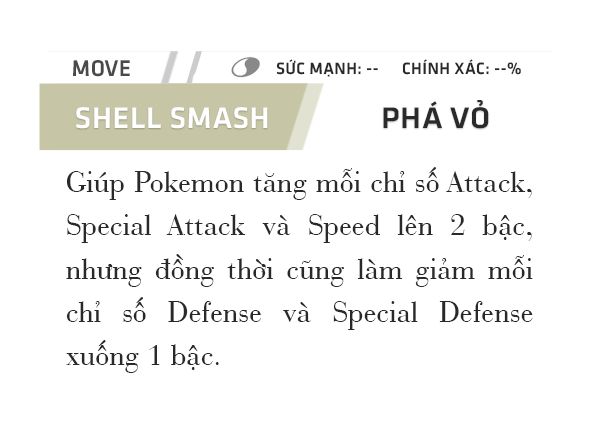 MOVE SỨC MẠNH: -- CHÍNH XÁC: --%
SHELL SMASH PHÁ VỎ
Giúp Pokemon tăng mỗi chỉ số Attack,
Special Attack và Speed lên 2 bậc,
nhưng đồng thời cũng làm giảm mỗi
chỉ số Defense và Special Defense
xuống 1 bậc.